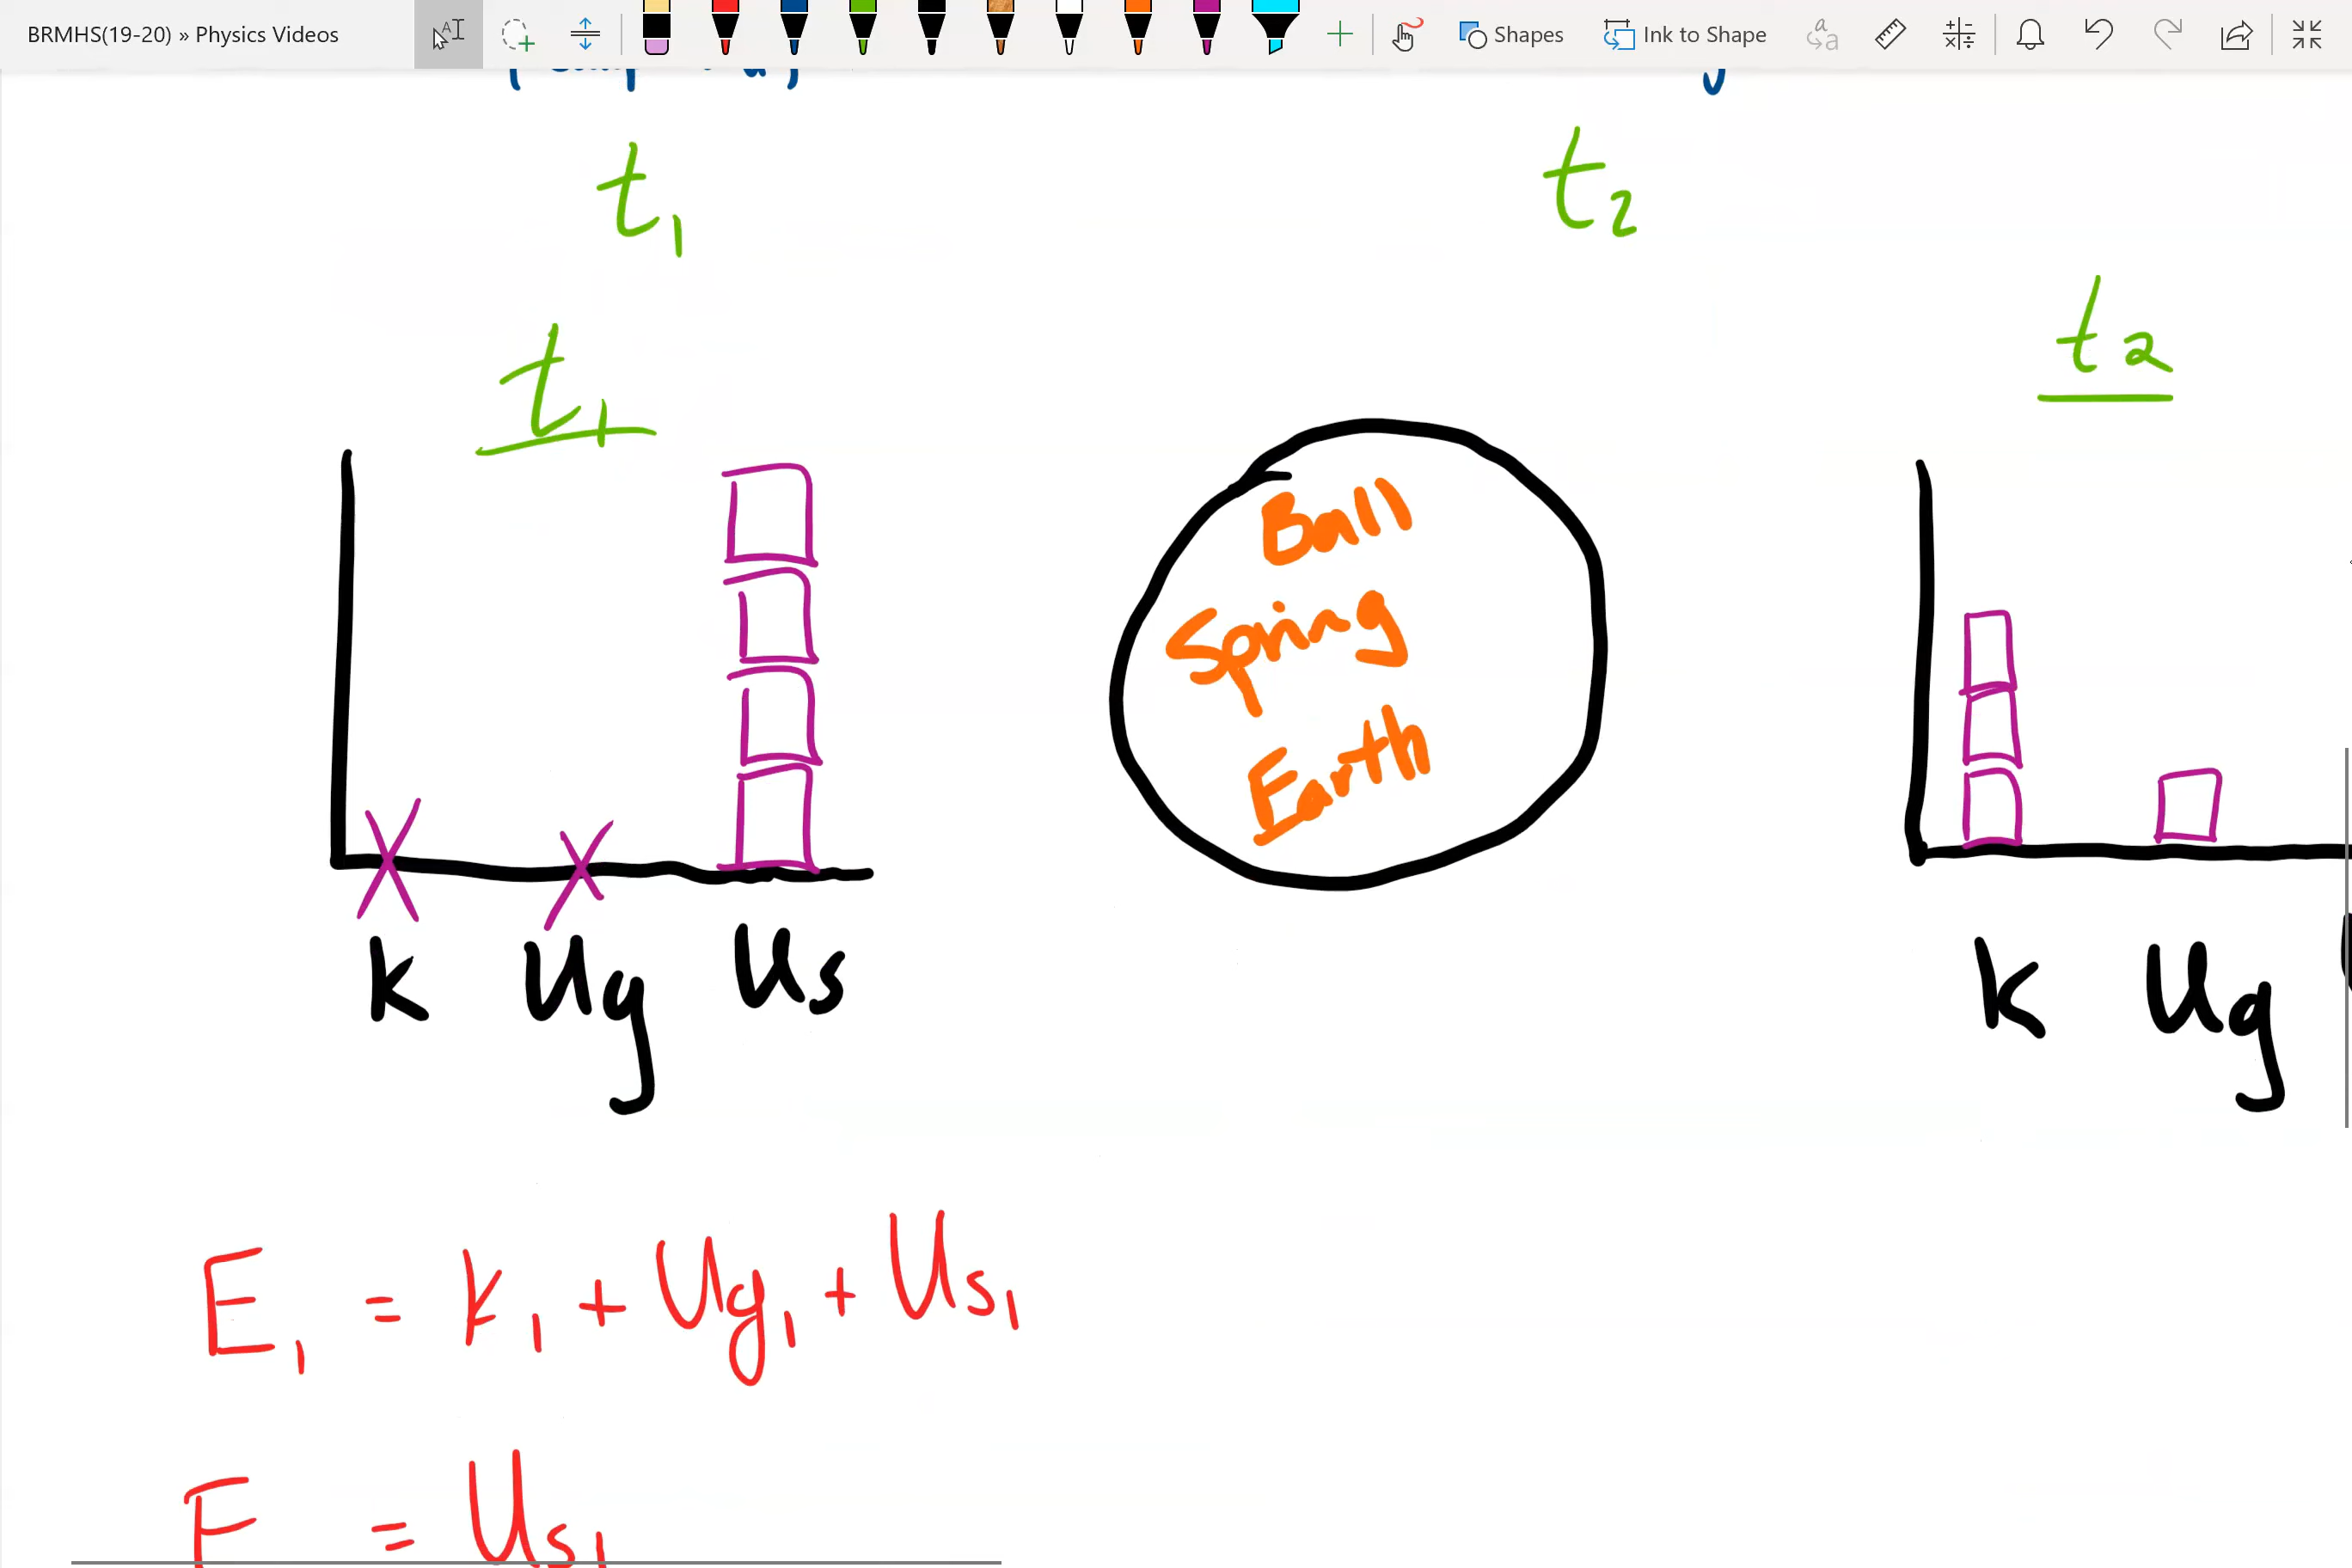 BRMHS(19-20) » Physics Videos Shapes Ink to Shape
t₁ t₂
t₁ t₂
Ball
Spring
Earth
K Ug Us K Ug
E₁ = K₁ + Ug₁ + Us₁
= Us₁